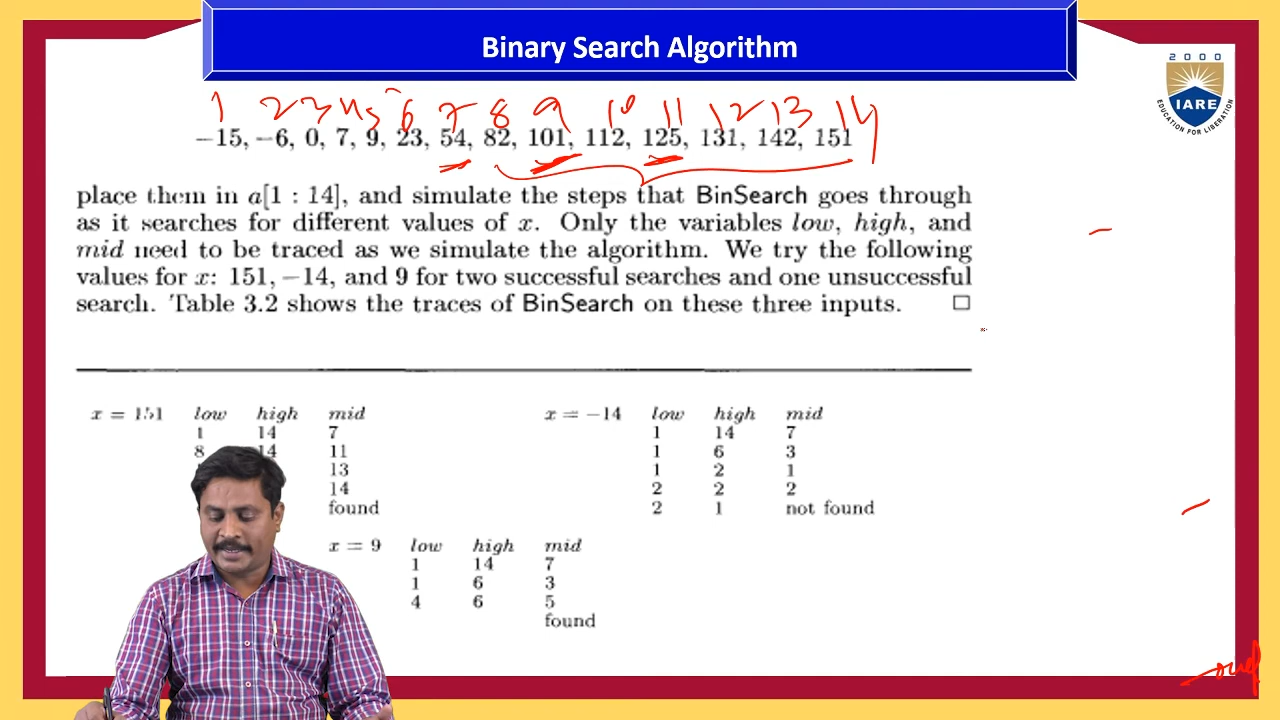 Binary Search Algorithm
2000
IARE
EDUCATION FOR LIBERATION
1 2 3 4 5 6 7 8 9 10 11 12 13 14
−15, −6, 0, 7, 9, 23, 54, 82, 101, 112, 125, 131, 142, 151
place them in a[1 : 14], and simulate the steps that BinSearch goes through
as it searches for different values of x. Only the variables low, high, and
mid need to be traced as we simulate the algorithm. We try the following
values for x: 151, −14, and 9 for two successful searches and one unsuccessful
search. Table 3.2 shows the traces of BinSearch on these three inputs. □
x = 151 low high mid
1 14 7
8 14 11
13
14
found
x = −14 low high mid
1 14 7
1 6 3
1 2 1
2 2 2
2 1 not found
x = 9 low high mid
1 14 7
1 6 3
4 6 5
found